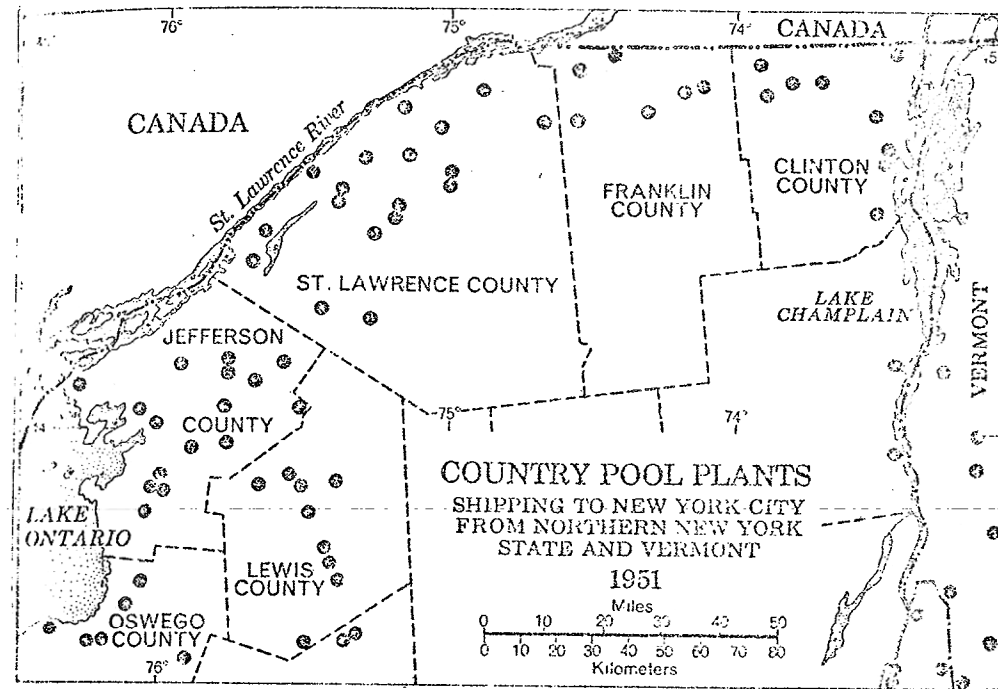 76°
75°
74°
CANADA
CANADA
St. Lawrence River
CLINTON
COUNTY
FRANKLIN
COUNTY
ST. LAWRENCE COUNTY
LAKE
CHAMPLAIN
VERMONT
JEFFERSON
COUNTY
75°
74°
44
COUNTRY POOL PLANTS
SHIPPING TO NEW YORK CITY
FROM NORTHERN NEW YORK
STATE AND VERMONT
1951
LAKE
ONTARIO
LEWIS
COUNTY
OSWEGO
COUNTY
76°
Miles
0 10 20 30 40 50
0 10 20 30 40 50 60 70 80
Kilometers